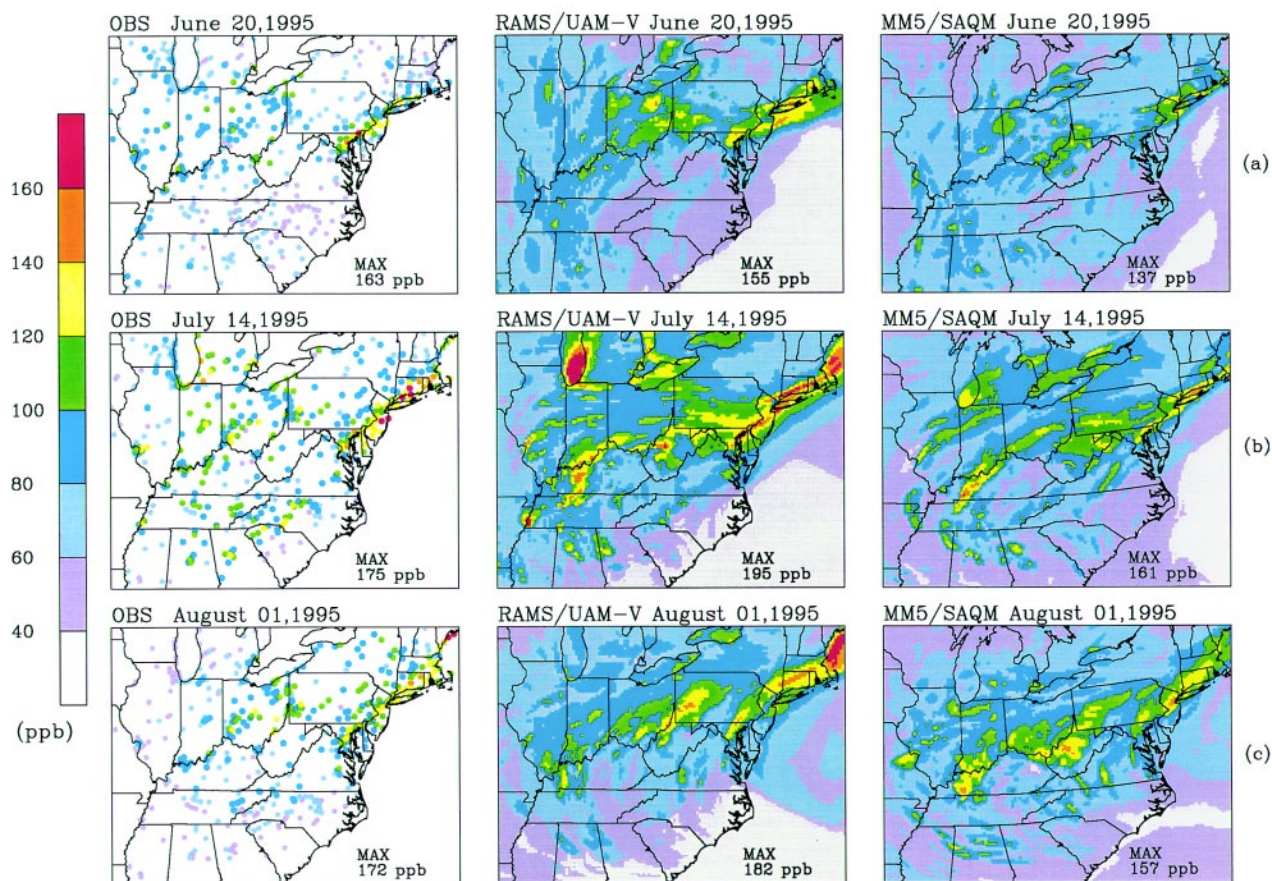 OBS June 20,1995
RAMS/UAM-V June 20,1995
MM5/SAQM June 20,1995
MAX
163 ppb
MAX
155 ppb
MAX
137 ppb
(a)
OBS July 14,1995
RAMS/UAM-V July 14,1995
MM5/SAQM July 14,1995
MAX
175 ppb
MAX
195 ppb
MAX
161 ppb
(b)
OBS August 01,1995
RAMS/UAM-V August 01,1995
MM5/SAQM August 01,1995
MAX
172 ppb
MAX
182 ppb
MAX
157 ppb
(c)
160
140
120
100
80
60
40
(ppb)